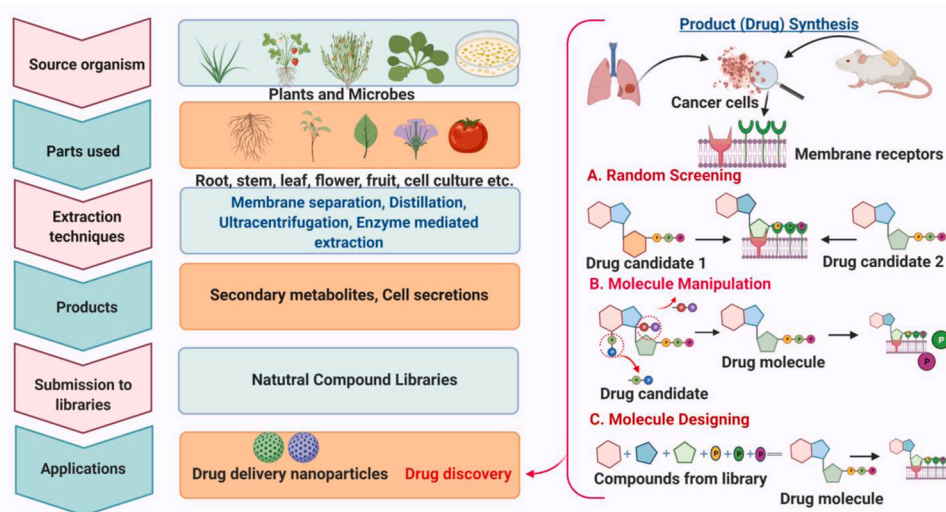 Source organism
Plants and Microbes
Parts used
Root, stem, leaf, flower, fruit, cell culture etc.
Extraction
techniques
Membrane separation, Distillation,
Ultracentrifugation, Enzyme mediated
extraction
Products
Secondary metabolites, Cell secretions
Submission to
libraries
Natutral Compound Libraries
Applications
Drug delivery nanoparticles
Drug discovery
Product (Drug) Synthesis
Cancer cells
Membrane receptors
A. Random Screening
P P P
P P P
P P P
Drug candidate 1
Drug candidate 2
B. Molecule Manipulation
P P
P P
P P P
P
P
P P P
P
P
P P
Drug candidate
Drug molecule
C. Molecule Designing
+ + + P + P + P =
P P P
Compounds from library
Drug molecule